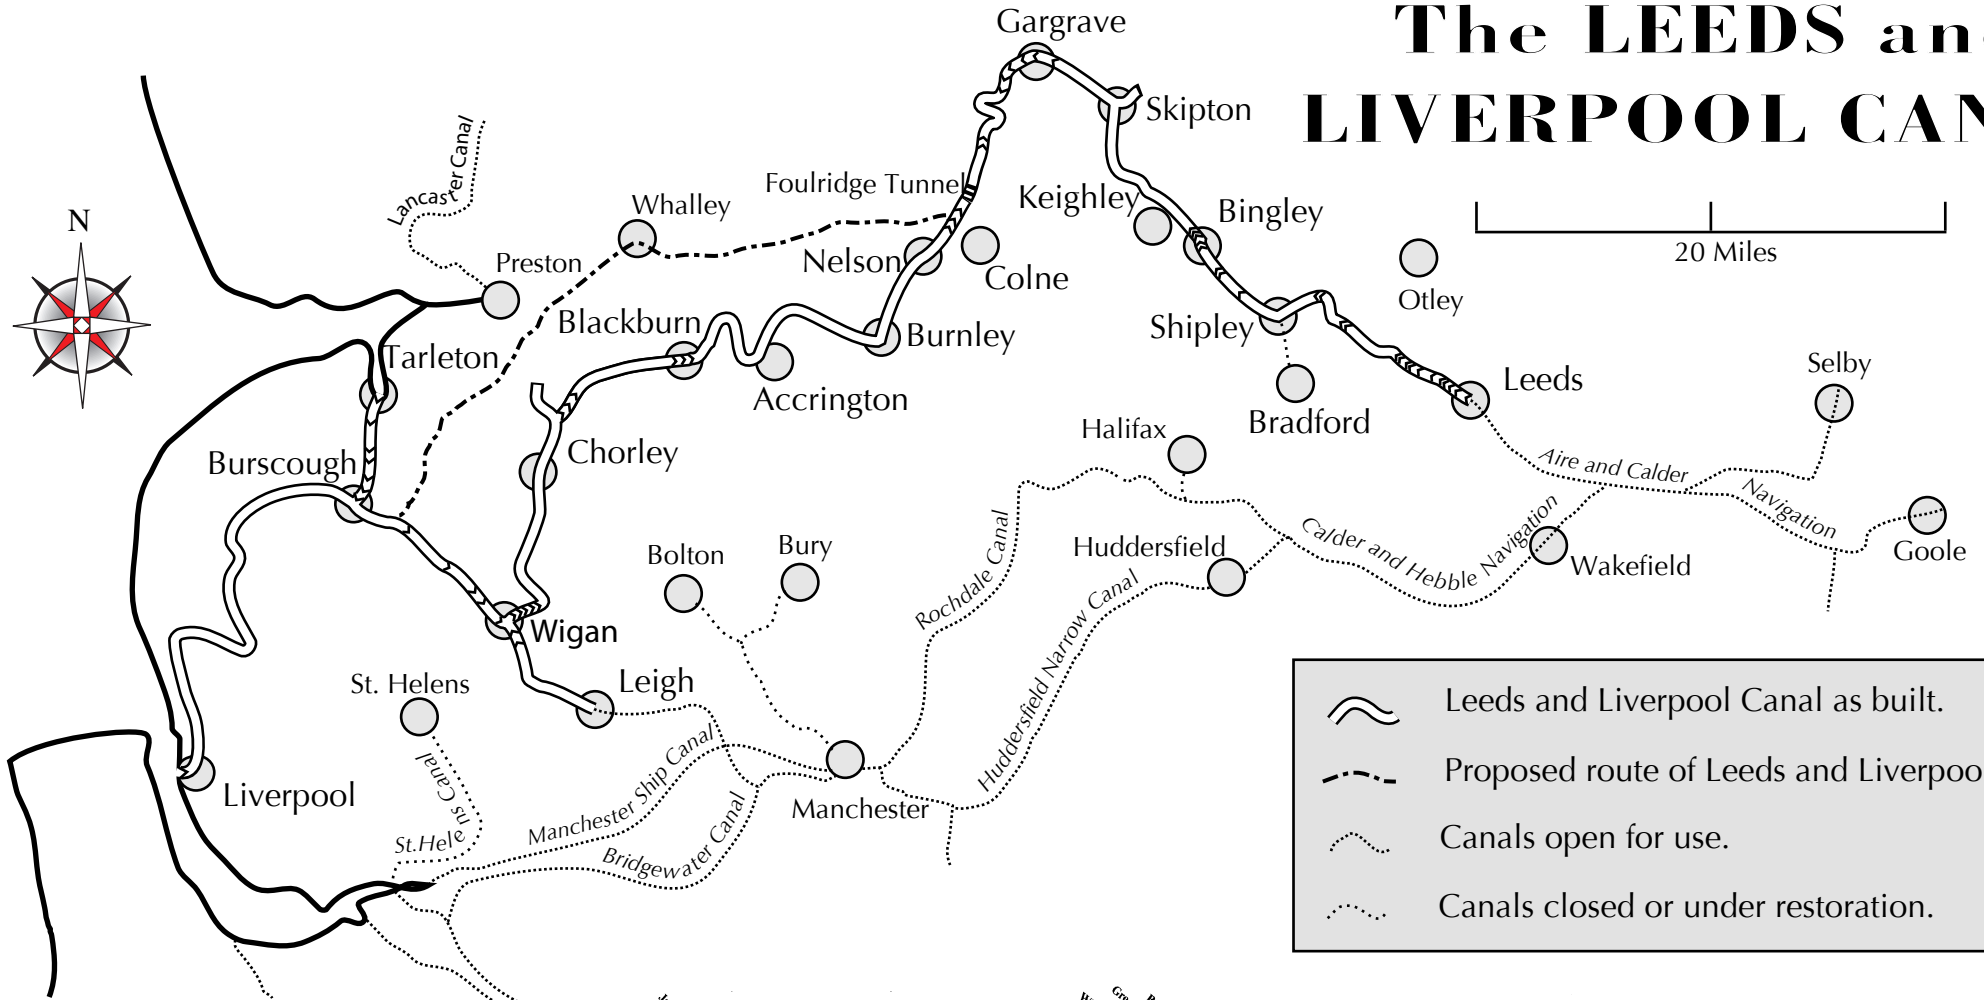 The LEEDS an
LIVERPOOL CAN
20 Miles
N
Gargrave
Skipton
Lancaster Canal
Foulridge Tunnel
Keighley
Bingley
Whalley
Preston
Nelson
Colne
Otley
Blackburn
Burnley
Shipley
Tarleton
Accrington
Bradford
Leeds
Selby
Halifax
Chorley
Burscough
Aire and Calder
Navigation
Calder and Hebble Navigation
Rochdale Canal
Huddersfield
Wakefield
Goole
Bolton
Bury
Huddersfield Narrow Canal
Wigan
Leigh
St. Helens
St.Helens Canal
Manchester Ship Canal
Bridgewater Canal
Manchester
Liverpool
Leeds and Liverpool Canal as built.
Proposed route of Leeds and Liverpoo
Canals open for use.
Canals closed or under restoration.